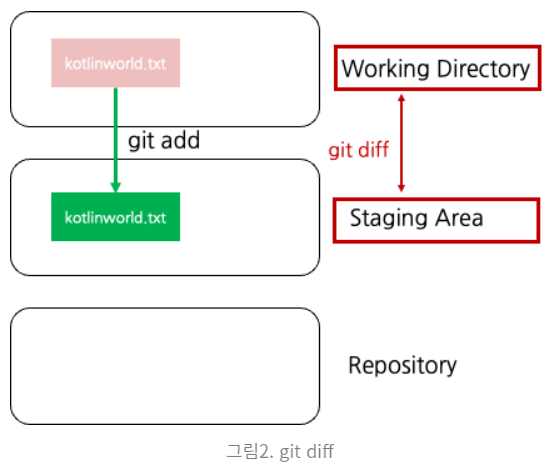 kotlinworld.txt
Working Directory
git add
git diff
kotlinworld.txt
Staging Area
Repository
그림2. git diff